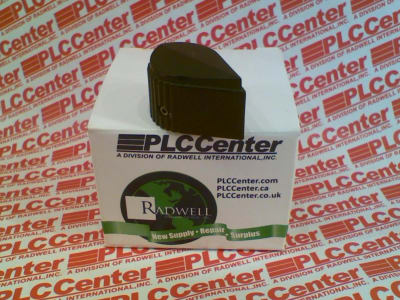 PLCCenter
A DIVISION OF RADWELL INTERNATIONAL, INC.
PLCCenter.com
PLCCenter.ca
PLCCenter.co.uk
RADWELL
New Supply · Repair · Surplus